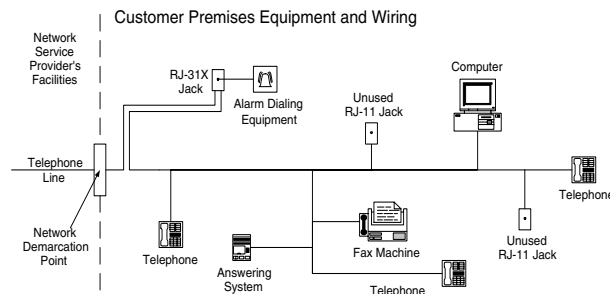 Customer Premises Equipment and Wiring
Network
Service
Provider's
Facilities
RJ-31X
Jack
Alarm Dialing
Equipment
Unused
RJ-11 Jack
Computer
Telephone
Line
Network
Demarcation
Point
Telephone
Answering
System
Fax Machine
Telephone
Unused
RJ-11 Jack
Telephone